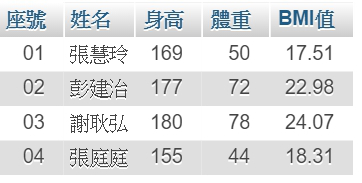 座號 姓名 身高 體重 BMI值
01 張慧玲 169 50 17.51
02 彭建治 177 72 22.98
03 謝耿弘 180 78 24.07
04 張庭庭 155 44 18.31